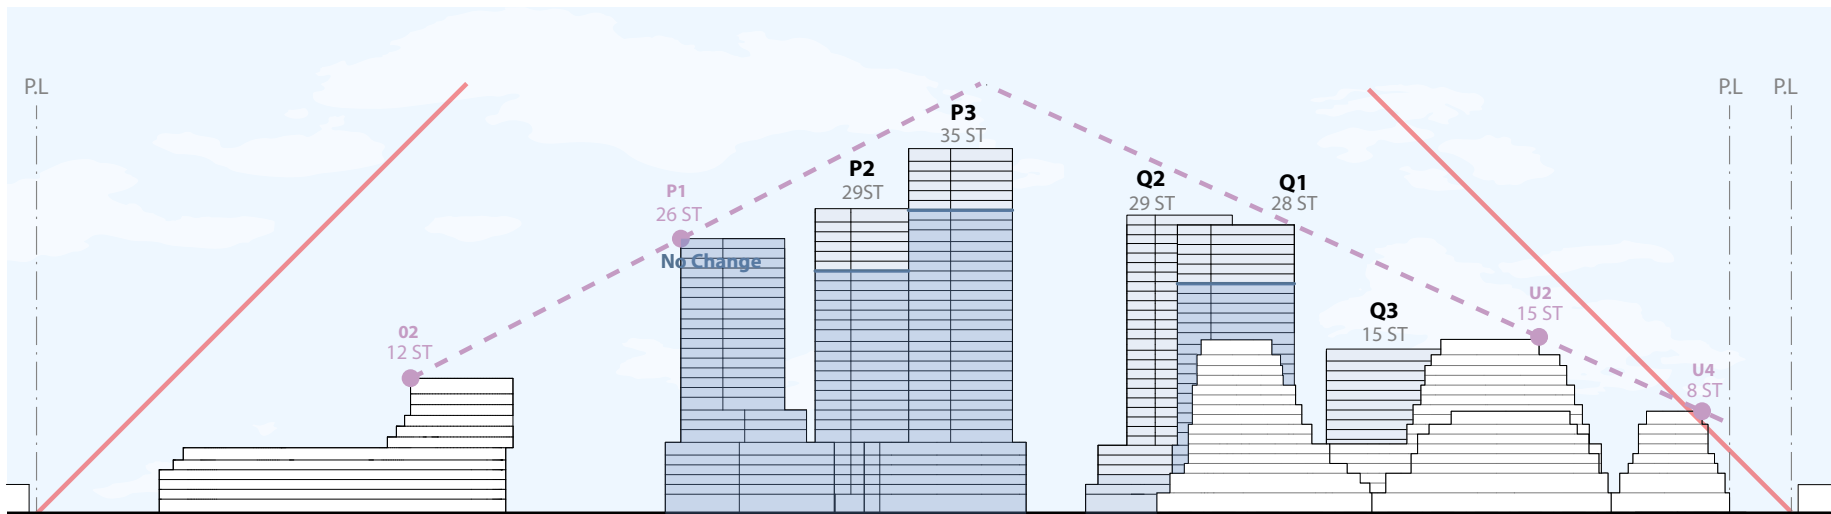 P.L
P.L
P.L
P3
35 ST
P2
29ST
Q2
29 ST
Q1
28 ST
P1
26 ST
No Change
U2
15 ST
Q3
15 ST
02
12 ST
U4
8 ST